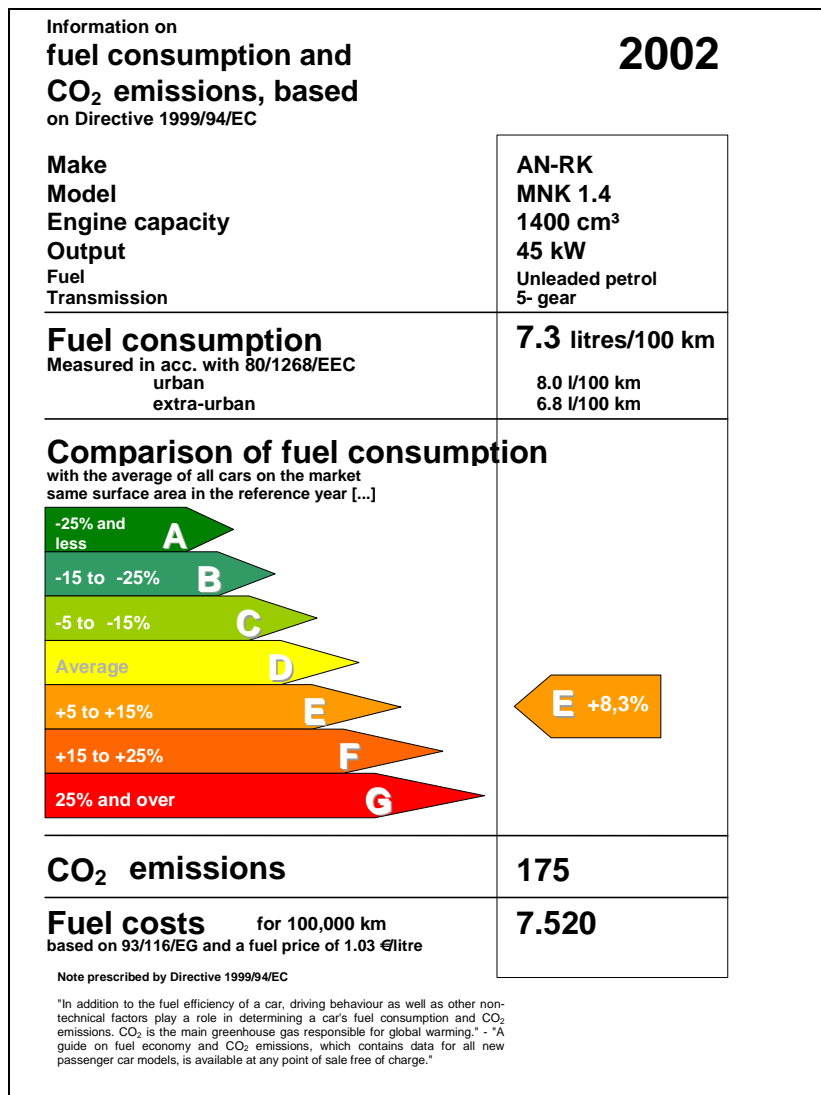 Information on
fuel consumption and
CO₂ emissions, based
on Directive 1999/94/EC
2002
Make AN-RK
Model MNK 1.4
Engine capacity 1400 cm³
Output 45 kW
Fuel Unleaded petrol
Transmission 5- gear
Fuel consumption 7.3 litres/100 km
Measured in acc. with 80/1268/EEC
urban 8.0 l/100 km
extra-urban 6.8 l/100 km
Comparison of fuel consumption
with the average of all cars on the market
same surface area in the reference year [...]
-25% and
less A
-15 to -25% B
-5 to -15% C
Average D
+5 to +15% E
E +8,3%
+15 to +25% F
25% and over G
CO₂ emissions 175
Fuel costs for 100,000 km 7.520
based on 93/116/EG and a fuel price of 1.03 €/litre
Note prescribed by Directive 1999/94/EC
"In addition to the fuel efficiency of a car, driving behaviour as well as other non-
technical factors play a role in determining a car's fuel consumption and CO₂
emissions. CO₂ is the main greenhouse gas responsible for global warming." - "A
guide on fuel economy and CO₂ emissions, which contains data for all new
passenger car models, is available at any point of sale free of charge."